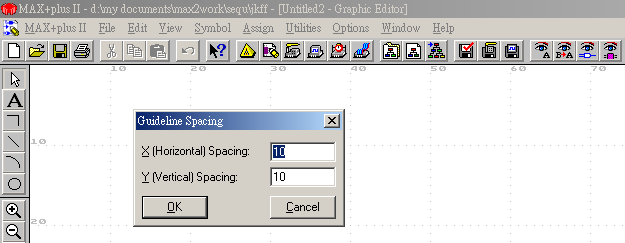 MAX+plus II - d:\my documents\max2work\sequ\jkff - [Untitled2 - Graphic Editor]
MAX+plus II File Edit View Symbol Assign Utilities Options Window Help
10 20 30 40 50 60 70
Guideline Spacing
10
X (Horizontal) Spacing: 10
Y (Vertical) Spacing: 10
OK Cancel
20